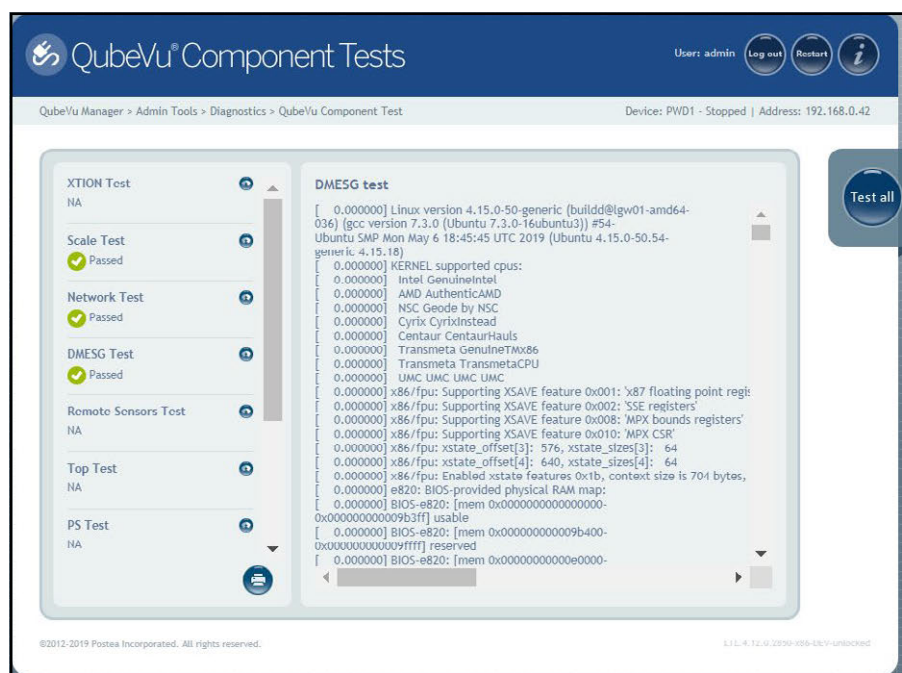 QubeVu® Component Tests
User: admin
Log out
Restart
i
QubeVu Manager > Admin Tools > Diagnostics > QubeVu Component Test
Device: PWD1 - Stopped | Address: 192.168.0.42
XTION Test
NA
Scale Test
Passed
Network Test
Passed
DMESG Test
Passed
Remote Sensors Test
NA
Top Test
NA
PS Test
NA
DMESG test
[ 0.000000] Linux version 4.15.0-50-generic (buildd@lgw01-amd64-
036) (gcc version 7.3.0 (Ubuntu 7.3.0-16ubuntu3)) #54-
Ubuntu SMP Mon May 6 18:45:45 UTC 2019 (Ubuntu 4.15.0-50.54-
generic 4.15.18)
[ 0.000000] KERNEL supported cpus:
[ 0.000000] Intel GenuineIntel
[ 0.000000] AMD AuthenticAMD
[ 0.000000] NSC Geode by NSC
[ 0.000000] Cyrix CyrixInstead
[ 0.000000] Centaur CentaurHauls
[ 0.000000] Transmeta GenuineTMx86
[ 0.000000] Transmeta TransmetaCPU
[ 0.000000] UMC UMC UMC UMC
[ 0.000000] x86/fpu: Supporting XSAVE feature 0x001: 'x87 floating point regis
[ 0.000000] x86/fpu: Supporting XSAVE feature 0x002: 'SSE registers'
[ 0.000000] x86/fpu: Supporting XSAVE feature 0x008: 'MPX bounds registers'
[ 0.000000] x86/fpu: Supporting XSAVE feature 0x010: 'MPX CSR'
[ 0.000000] x86/fpu: xstate_offset[3]: 576, xstate_sizes[3]: 64
[ 0.000000] x86/fpu: xstate_offset[4]: 640, xstate_sizes[4]: 64
[ 0.000000] x86/fpu: Enabled xstate features 0x1b, context size is 704 bytes,
[ 0.000000] e820: BIOS-provided physical RAM map:
[ 0.000000] BIOS-e820: [mem 0x0000000000000000-
0x000000000009b3ff] usable
[ 0.000000] BIOS-e820: [mem 0x000000000009b400-
0x000000000009ffff] reserved
[ 0.000000] BIOS-e820: [mem 0x00000000000e0000-
Test all
©2012-2019 Postea Incorporated. All rights reserved.